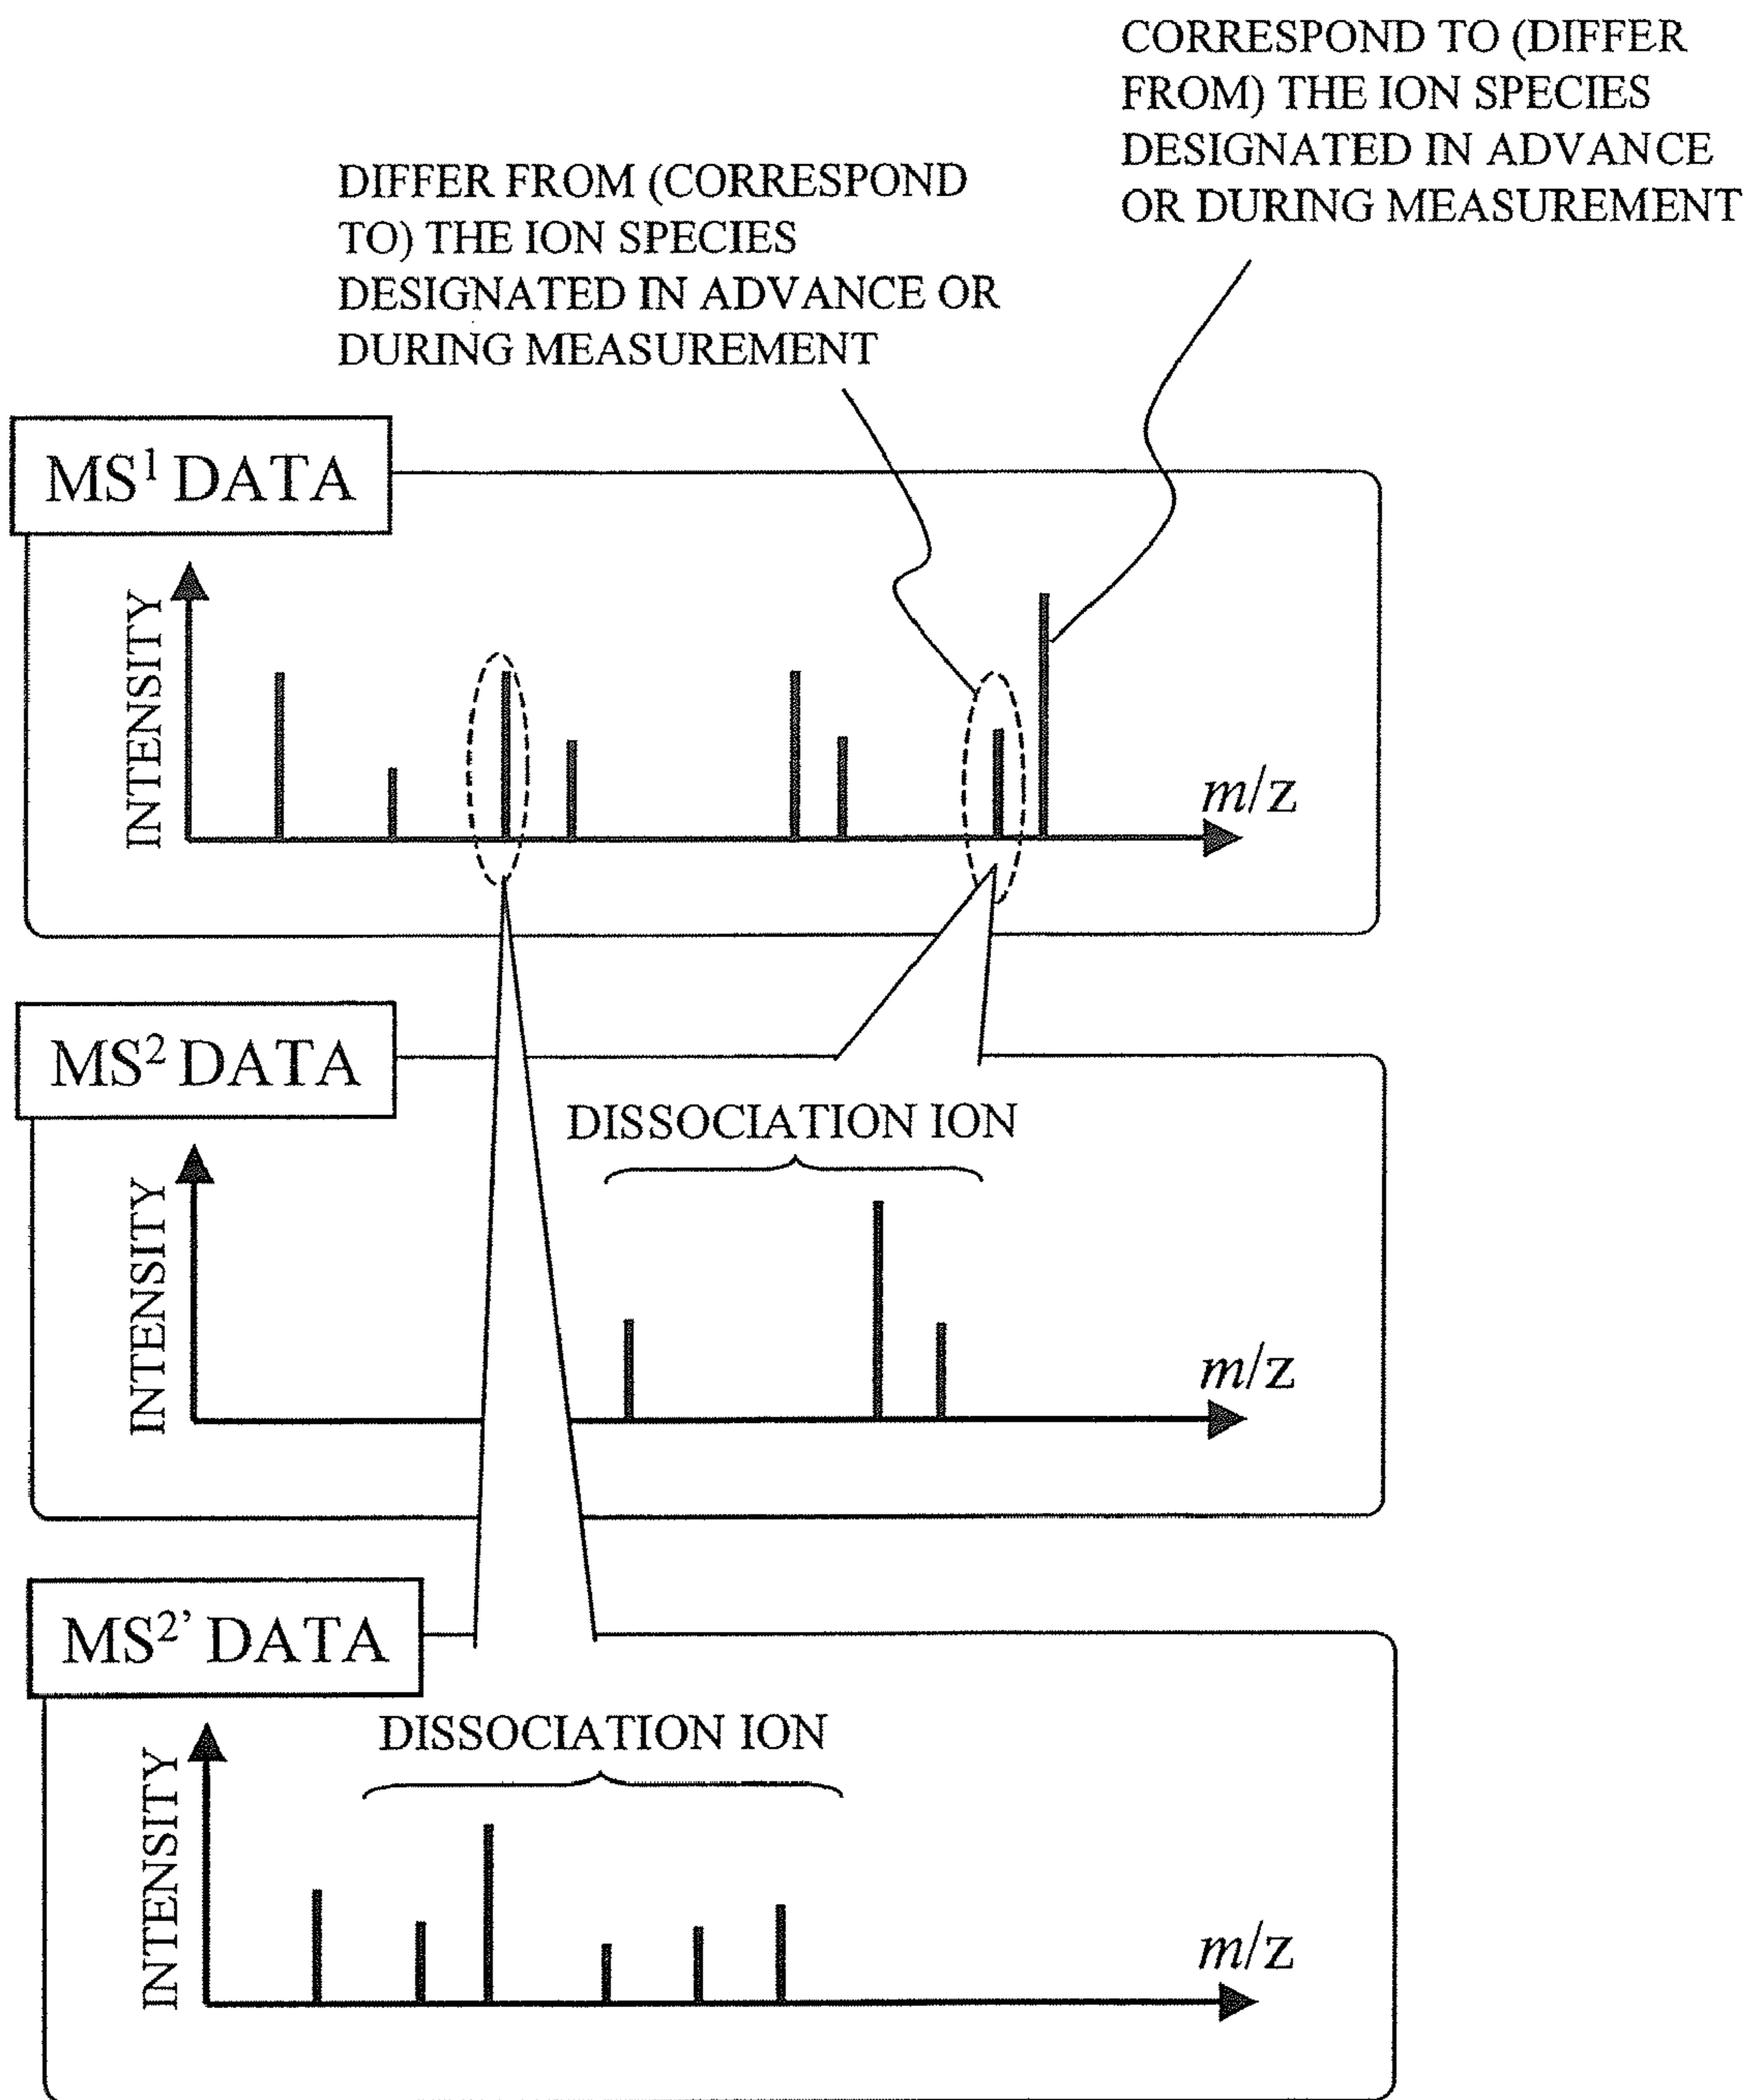 CORRESPOND TO (DIFFER
FROM) THE ION SPECIES
DESIGNATED IN ADVANCE
OR DURING MEASUREMENT
DIFFER FROM (CORRESPOND
TO) THE ION SPECIES
DESIGNATED IN ADVANCE OR
DURING MEASUREMENT
MS¹ DATA
INTENSITY
m/z
MS² DATA
DISSOCIATION ION
INTENSITY
m/z
MS²’ DATA
DISSOCIATION ION
INTENSITY
m/z